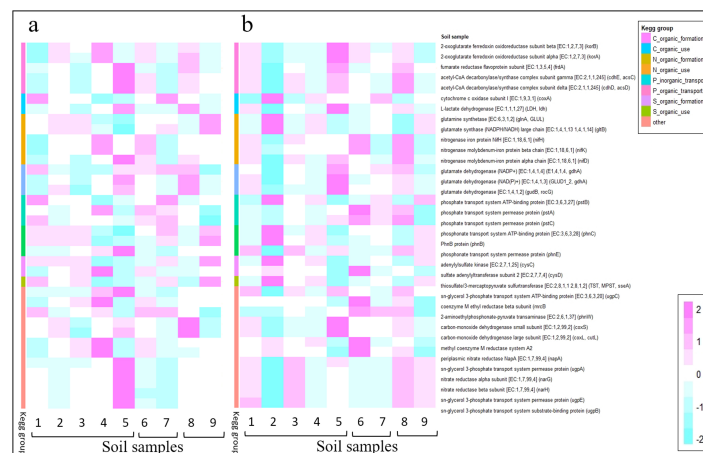 a
b
Soil sample
2-oxoglutarate ferredoxin oxidoreductase subunit beta [EC:1,2,7,3] (korB)
2-oxoglutarate ferredoxin oxidoreductase subunit alpha [EC:1,2,7,3] (korA)
fumarate reductase flavoprotein subunit [EC:1.3,5,4] (frdA)
acetyl-CoA decarbonylase/synthase complex subunit gamma [EC:2,1,1,245] (cdhE, acsC)
acetyl-CoA decarbonylase/synthase complex subunit delta [EC:2,1,1,245] (cdhD, acsD)
cytochrome c oxidase subunit I [EC:1,9,3,1] (coxA)
L-lactate dehydrogenase [EC:1,1,1,27] (LDH, ldh)
glutamine synthetase [EC:6,3,1,2] (glnA, GLUL)
glutamate synthase (NADPH/NADH) large chain [EC:1,4,1,13 1,4,1,14] (gltB)
nitrogenase iron protein NifH [EC:1,18,6,1] (nifH)
nitrogenase molybdenum-iron protein beta chain [EC:1,18,6,1] (nifK)
nitrogenase molybdenum-iron protein alpha chain [EC:1,18,6,1] (nifD)
glutamate dehydrogenase (NADP+) [EC:1,4,1,4] (E1,4,1,4, gdhA)
glutamate dehydrogenase (NAD(P)+) [EC:1,4,1,3] (GLUD1_2, gdhA)
glutamate dehydrogenase [EC:1,4,1,2] (gudB, rocG)
phosphate transport system ATP-binding protein [EC:3,6,3,27] (pstB)
phosphate transport system permease protein (pstA)
phosphate transport system permease protein (pstC)
phosphonate transport system ATP-binding protein [EC:3,6,3,28] (phnC)
PhnB protein (phnB)
phosphonate transport system permease protein (phnE)
adenylylsulfate kinase [EC:2,7,1,25] (cysC)
sulfate adenylyltransferase subunit 2 [EC:2,7,7,4] (cysD)
thiosulfate/3-mercaptopyruvate sulfurtransferase [EC:2,8,1,1 2,8,1,2] (TST, MPST, sseA)
sn-glycerol 3-phosphate transport system ATP-binding protein [EC:3,6,3,20] (ugpC)
coenzyme M ethyl reductase beta subunit (mrcB
2-aminoethylphosphonate-pyruvate transaminase [EC:2,6,1,37] (phnW)
carbon-monoxide dehydrogenase small subunit [EC:1,2,99,2] (coxS)
carbon-monoxide dehydrogenase large subunit [EC:1,2,99,2] (coxL, cutL)
methyl coenzyme M reductase system A2
periplasmic nitrate reductase NapA [EC:1,7,99,4] (napA)
sn-glycerol 3-phosphate transport system permease protein (ugpA)
nitrate reductase alpha subunit [EC:1,7,99,4] (narG)
nitrate reductase beta subunit [EC:1,7,99,4] (narH)
sn-glycerol 3-phosphate transport system permease protein (ugpE)
sn-glycerol 3-phosphate transport system substrate-binding protein (ugpB)
Kegg group
C_organic_formation
C_organic_use
N_organic_formation
N_organic_use
P_inorganic_transport
P_organic_transport
S_organic_formation
S_organic_use
other
2
1
0
-1
-2
Kegg group
1 2 3 4 5 6 7 8 9
Soil samples
Kegg group
1 2 3 4 5 6 7 8 9
Soil samples